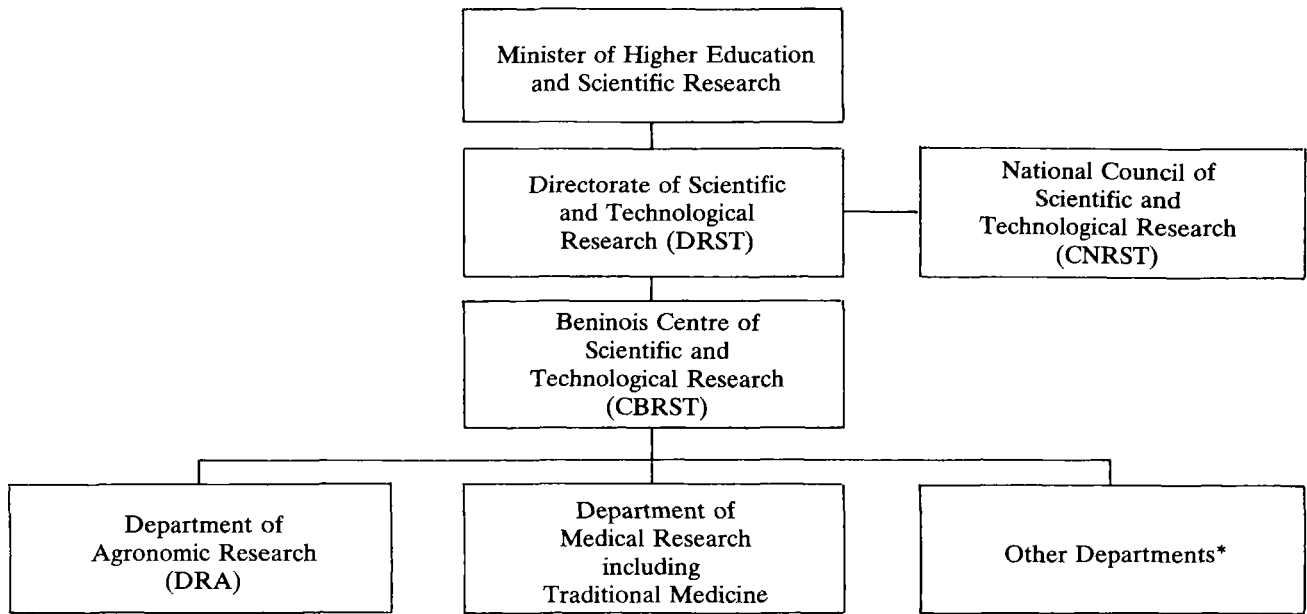 Minister of Higher Education
and Scientific Research
Directorate of Scientific
and Technological
Research (DRST)
National Council of
Scientific and
Technological Research
(CNRST)
Beninois Centre of
Scientific and
Technological Research
(CBRST)
Department of
Agronomic Research
(DRA)
Department of
Medical Research
including
Traditional Medicine
Other Departments*